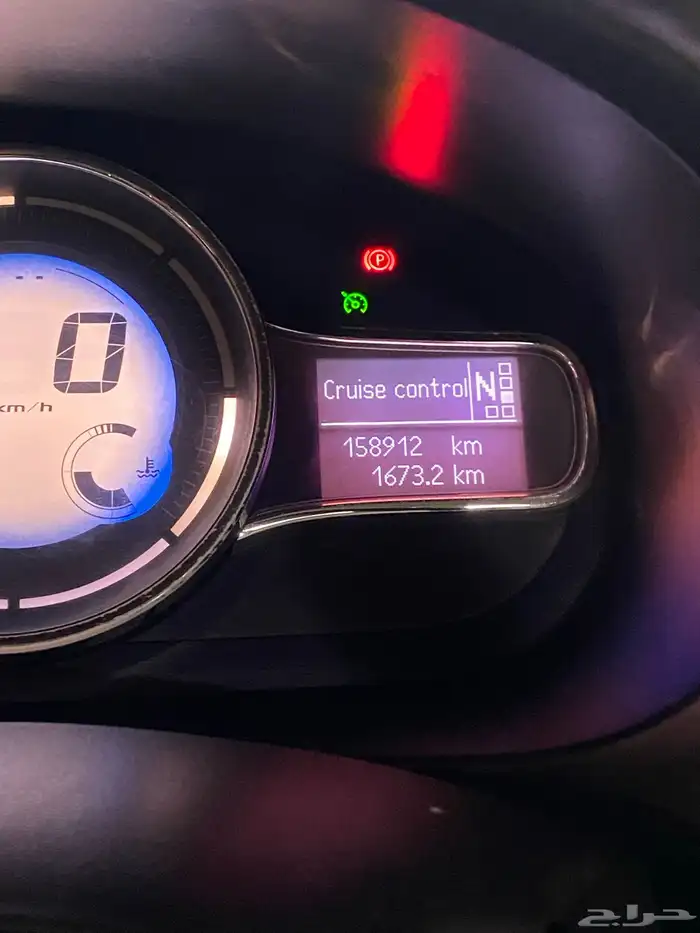 P
0
km/h
Cruise control N
158912 km
1673.2 km
حراج